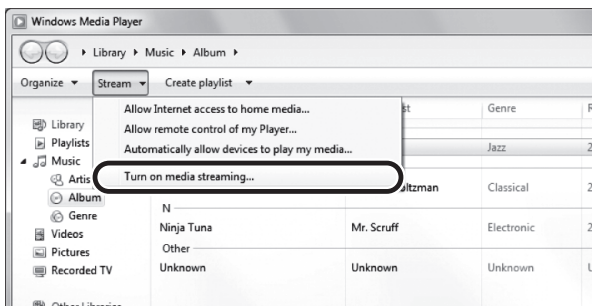 Windows Media Player
Library Music Album
Organize Stream Create playlist
Allow Internet access to home media...
Allow remote control of my Player...
Automatically allow devices to play my media...
Turn on media streaming...
Genre
Library
Playlists
Music
Album
Genre
Videos
Pictures
Recorded TV
Other Libraries
Jazz
Classical
N
Ninja Tuna Mr. Scruff Electronic
Other
Unknown Unknown Unknown